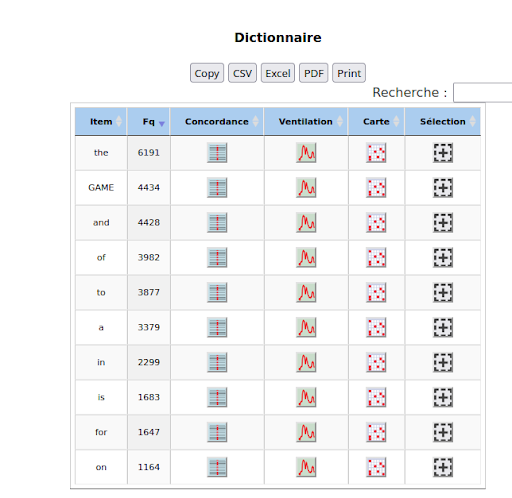 Dictionnaire
Copy CSV Excel PDF Print
Recherche :
Item Fq Concordance Ventilation Carte Sélection
the 6191
GAME 4434
and 4428
of 3982
to 3877
a 3379
in 2299
is 1683
for 1647
on 1164